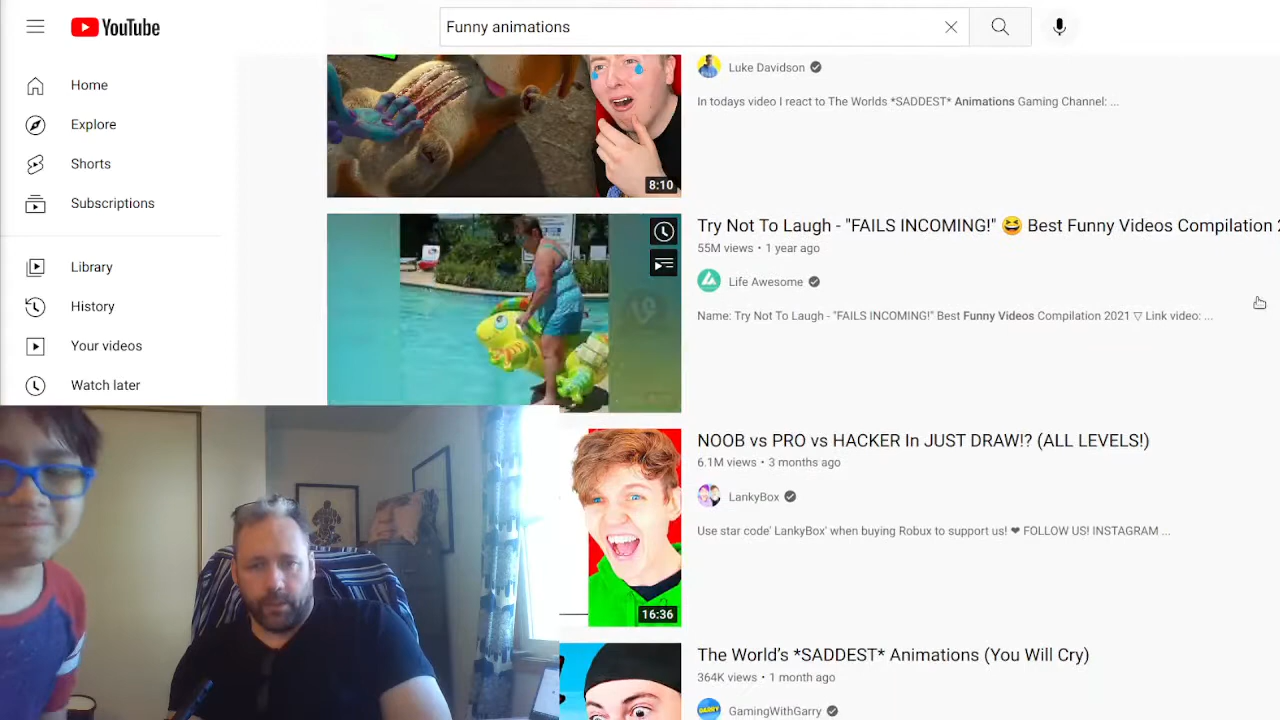 YouTube
Funny animations
Home
Explore
Shorts
Subscriptions
Library
History
Your videos
Watch later
8:10
Luke Davidson
In todays video I react to The Worlds *SADDEST* Animations Gaming Channel: ...
Try Not To Laugh - "FAILS INCOMING!" 😆 Best Funny Videos Compilation
55M views • 1 year ago
Life Awesome
Name: Try Not To Laugh - "FAILS INCOMING!" Best Funny Videos Compilation 2021 ▽ Link video: ...
NOOB vs PRO vs HACKER In JUST DRAW!? (ALL LEVELS!)
6.1M views • 3 months ago
LankyBox
Use star code' LankyBox' when buying Robux to support us! ❤ FOLLOW US! INSTAGRAM ...
16:36
The World's *SADDEST* Animations (You Will Cry)
364K views • 1 month ago
GamingWithGarry